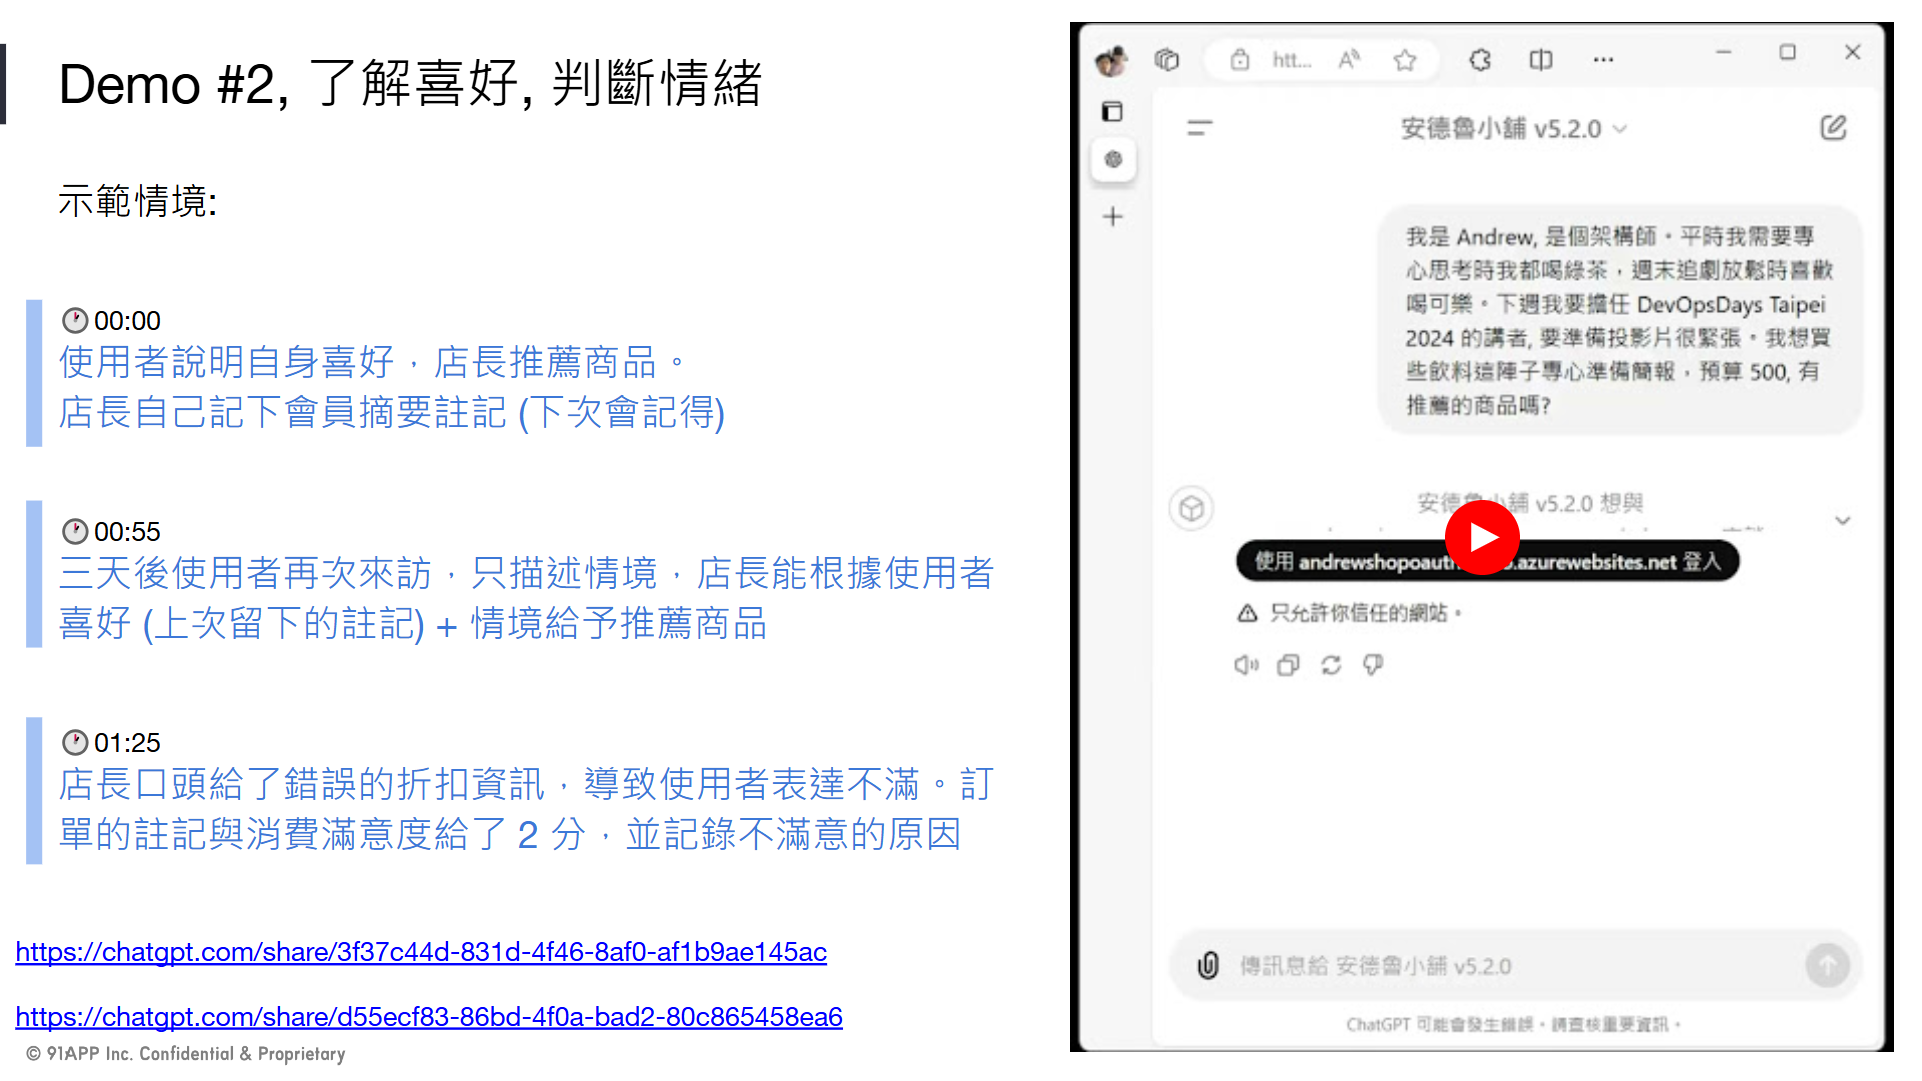 Demo #2, 了解喜好, 判斷情緒
示範情境:
00:00
使用者說明自身喜好，店長推薦商品。
店長自己記下會員摘要註記 (下次會記得)
00:55
三天後使用者再次來訪，只描述情境，店長能根據使用者
喜好 (上次留下的註記) + 情境給予推薦商品
01:25
店長口頭給了錯誤的折扣資訊，導致使用者表達不滿。訂
單的註記與消費滿意度給了 2 分，並記錄不滿意的原因
https://chatgpt.com/share/3f37c44d-831d-4f46-8af0-af1b9ae145ac
https://chatgpt.com/share/d55ecf83-86bd-4f0a-bad2-80c865458ea6
© 91APP Inc. Confidential & Proprietary
htt...
安德魯小舖 v5.2.0
我是 Andrew, 是個架構師。平時我需要專
心思考時我都喝綠茶，週末追劇放鬆時喜歡
喝可樂。下週我要擔任 DevOpsDays Taipei
2024 的講者, 要準備投影片很緊張。我想買
些飲料這陣子專心準備簡報，預算 500, 有
推薦的商品嗎?
安德魯小舖 v5.2.0 想與
使用 andrewshopoauth .azurewebsites.net 登入
只允許你信任的網站。
傳訊息給 安德魯小舖 v5.2.0
ChatGPT 可能會發生錯誤。請查核重要資訊。